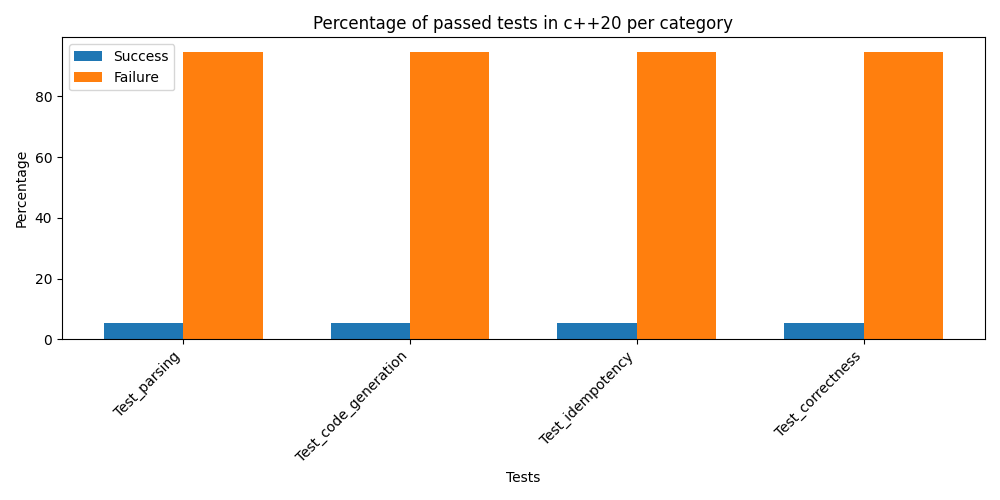 Percentage of passed tests in c++20 per category
Success
Failure
Percentage
80
60
40
20
0
Test_parsing
Test_code_generation
Test_idempotency
Test_correctness
Tests